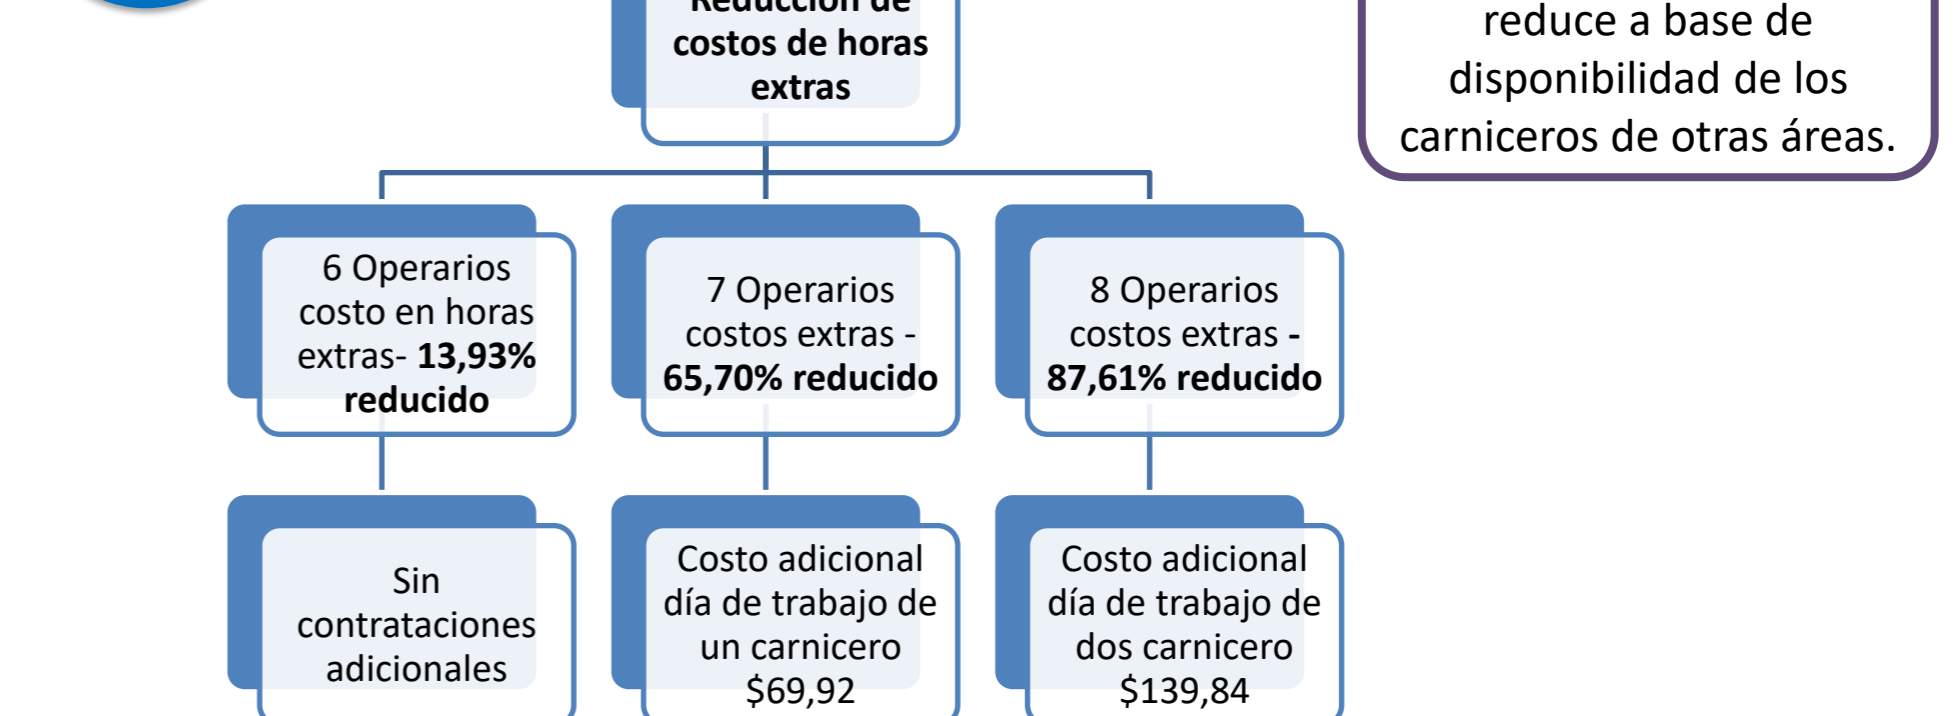 Reducción de
costos de horas
extras
reduce a base de
disponibilidad de los
carniceros de otras áreas.
6 Operarios
costo en horas
extras- 13,93%
reducido
7 Operarios
costos extras -
65,70% reducido
8 Operarios
costos extras -
87,61% reducido
Sin
contrataciones
adicionales
Costo adicional
día de trabajo de
un carnicero
$69,92
Costo adicional
día de trabajo de
dos carnicero
$139,84